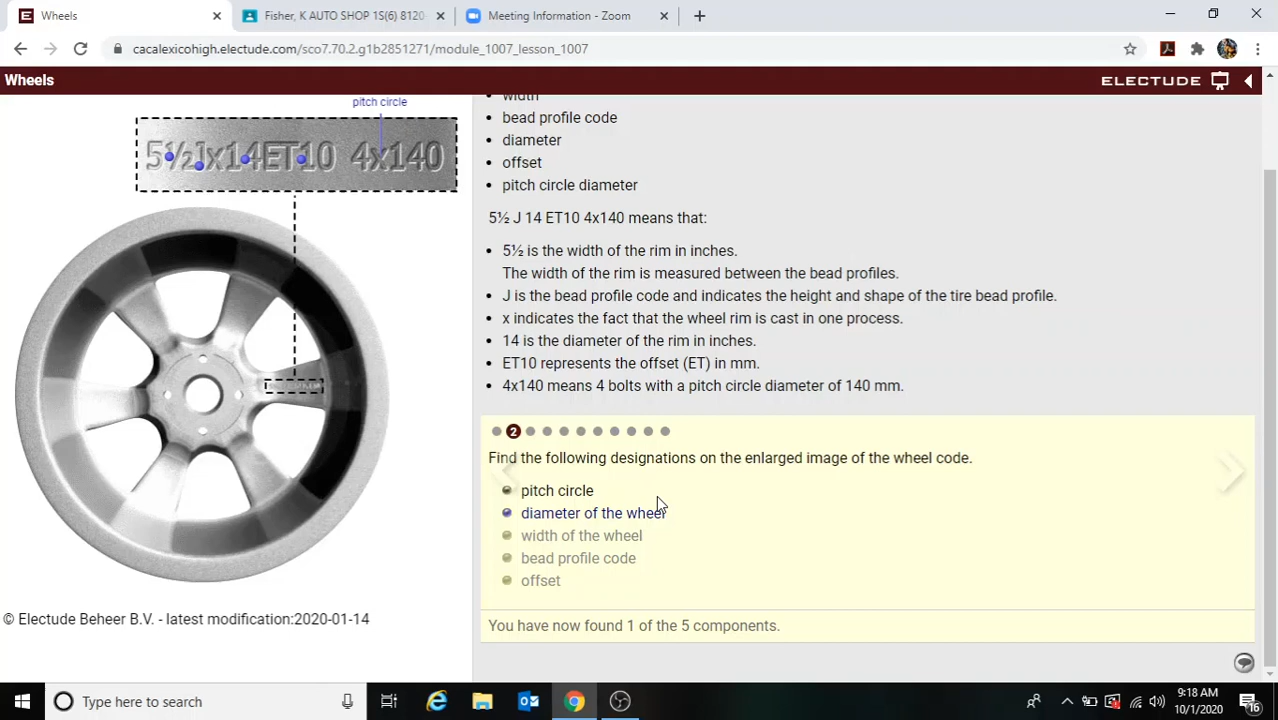 Wheels
Fisher, K AUTO SHOP 1S(6) 8120-
Meeting Information - Zoom
cacalexicohigh.electude.com/sco7.70.2.g1b2851271/module_1007_lesson_1007
Wheels
ELECTUDE
pitch circle
5½Jx14ET10 4x140
width
bead profile code
diameter
offset
pitch circle diameter
5½ J 14 ET10 4x140 means that:
5½ is the width of the rim in inches.
The width of the rim is measured between the bead profiles.
J is the bead profile code and indicates the height and shape of the tire bead profile.
x indicates the fact that the wheel rim is cast in one process.
14 is the diameter of the rim in inches.
ET10 represents the offset (ET) in mm.
4x140 means 4 bolts with a pitch circle diameter of 140 mm.
2
Find the following designations on the enlarged image of the wheel code.
pitch circle
diameter of the wheel
width of the wheel
bead profile code
offset
You have now found 1 of the 5 components.
© Electude Beheer B.V. - latest modification:2020-01-14
Type here to search
9:18 AM
10/1/2020
16